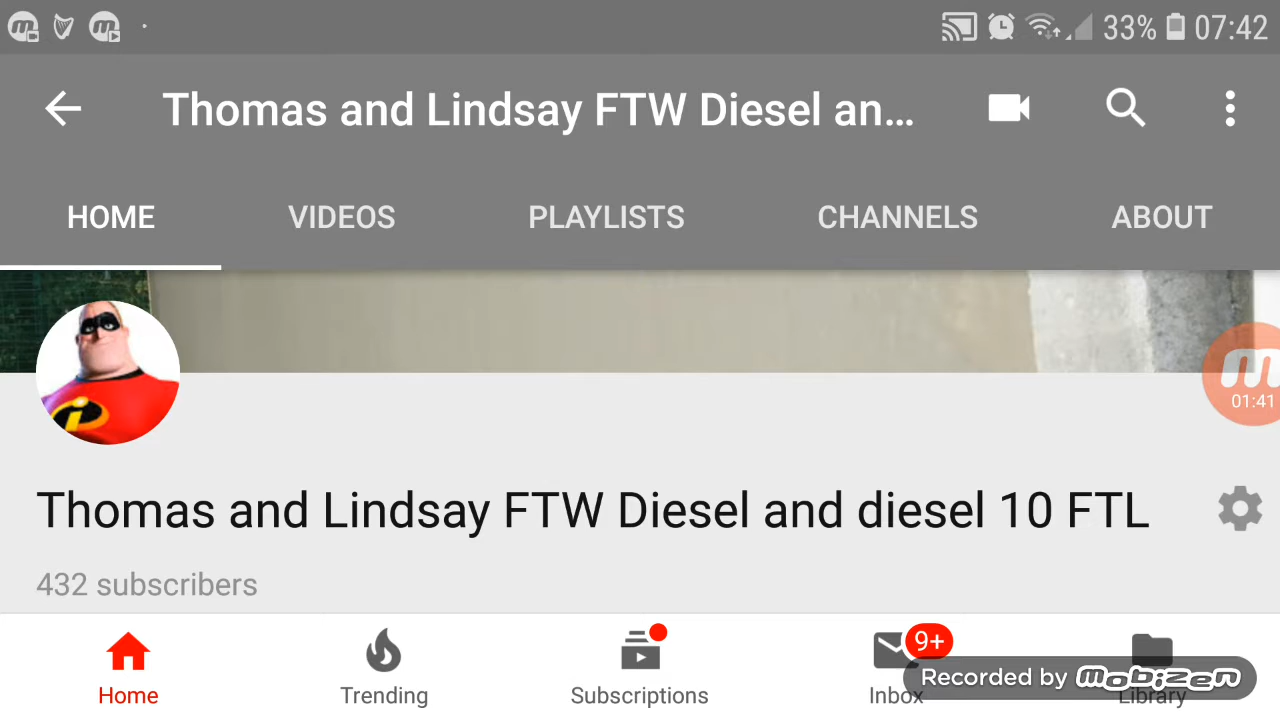 33% 07:42
Thomas and Lindsay FTW Diesel an...
HOME VIDEOS PLAYLISTS CHANNELS ABOUT
01:41
Thomas and Lindsay FTW Diesel and diesel 10 FTL
432 subscribers
9+
Home Trending Subscriptions Inbox Library
Recorded by mobizen